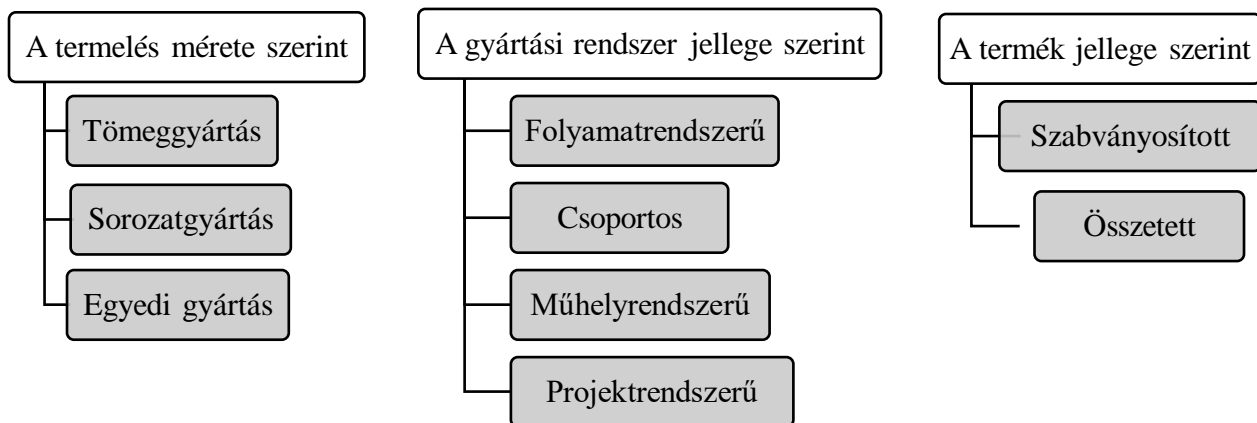 A termelés mérete szerint
Tömeggyártás
Sorozatgyártás
Egyedi gyártás
A gyártási rendszer jellege szerint
Folyamatrendszerű
Csoportos
Műhelyrendszerű
Projektrendszerű
A termék jellege szerint
Szabványosított
Összetett